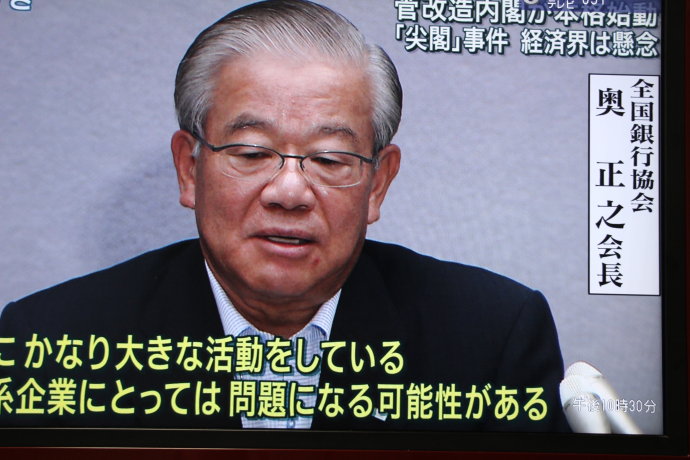 菅改造内閣が本格始動
「尖閣」事件 経済界は懸念
全国銀行協会
奥 正之会長
かなり大きな活動をしている
系企業にとっては 問題になる可能性がある
午後10時30分